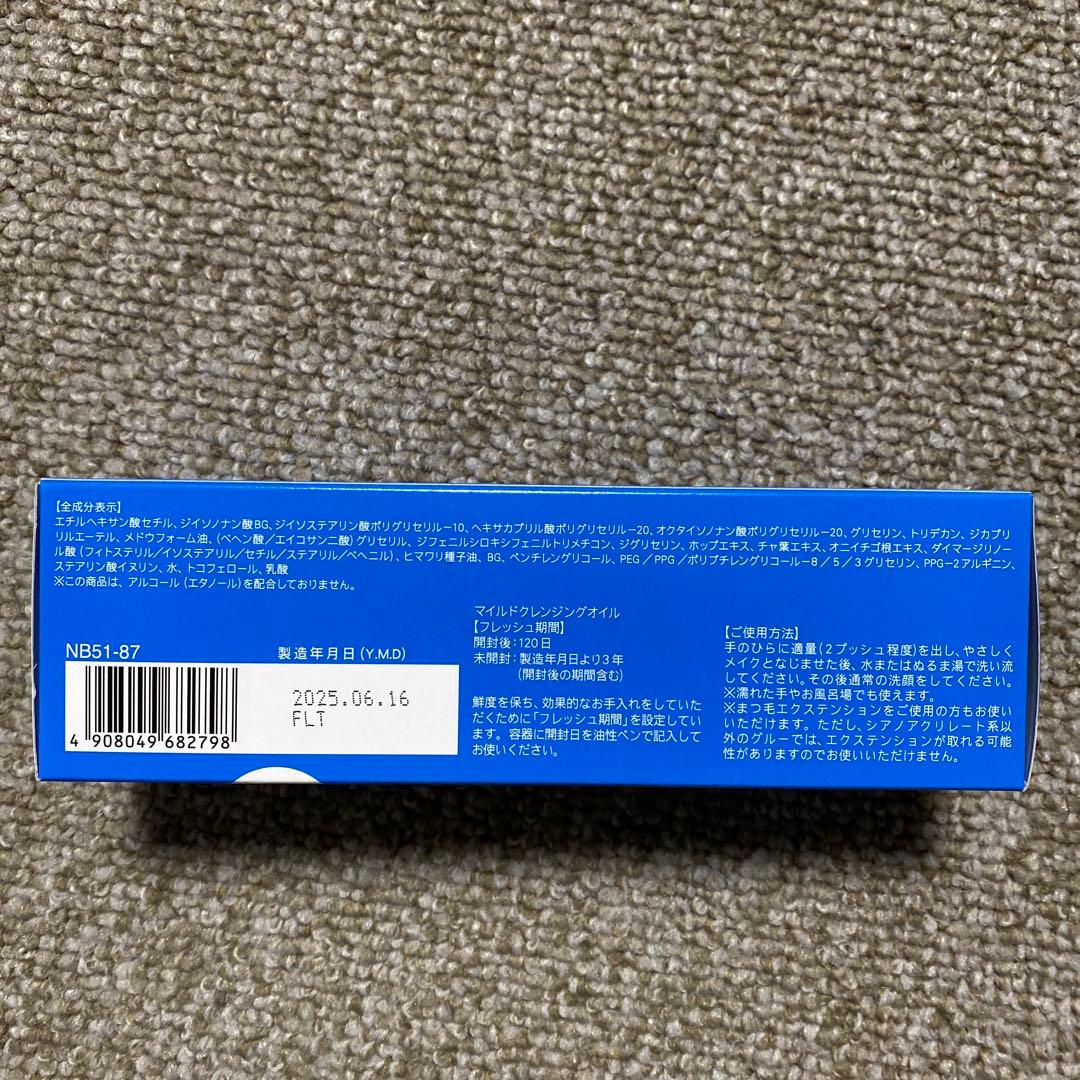 【全成分表示】
エチルヘキサン酸セチル、ジイソノナン酸BG、ジイソステアリン酸ポリグリセリル－10、ヘキサカプリル酸ポリグリセリル－20、オクタイソノナン酸ポリグリセリル－20、グリセリン、トリデカン、ジカプリ
リルエーテル、メドウフォーム油、（ベヘン酸／エイコサン二酸）グリセリル、ジフェニルシロキシフェニルトリメチコン、ジグリセリン、ホップエキス、チャ葉エキス、オニイチゴ根エキス、ダイマージリノー
ル酸（フィトステリル／イソステアリル／セチル／ステアリル／ベヘニル）、ヒマワリ種子油、BG、ペンチレングリコール、PEG／PPG／ポリブチレングリコール－8／5／3グリセリン、PPG－2アルギニン、
ステアリン酸イヌリン、水、トコフェロール、乳酸
※この商品は、アルコール（エタノール）を配合しておりません。
NB51-87
製造年月日（Y.M.D）
2025.06.16
FLT
4 908049 682798
マイルドクレンジングオイル
【フレッシュ期間】
開封後：120日
未開封：製造年月日より3年
（開封後の期間含む）
鮮度を保ち、効果的なお手入れをしていた
だくために「フレッシュ期間」を設定してい
ます。容器に開封日を油性ペンで記入して
お使いください。
【ご使用方法】
手のひらに適量（2プッシュ程度）を出し、やさしく
メイクとなじませた後、水またはぬるま湯で洗い流
してください。その後通常の洗顔をしてください。
※濡れた手やお風呂場でも使えます。
※まつ毛エクステンションをご使用の方もお使い
いただけます。ただし、シアノアクリレート系以
外のグルーでは、エクステンションが取れる可能
性がありますのでお使いいただけません。